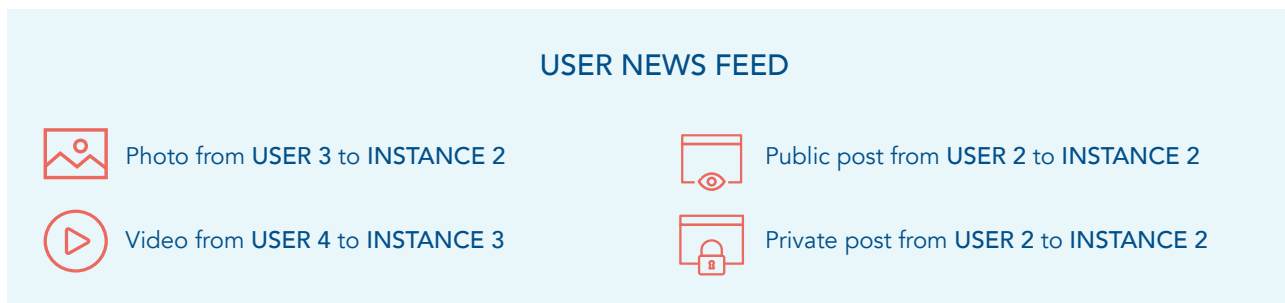 USER NEWS FEED
Photo from USER 3 to INSTANCE 2
Video from USER 4 to INSTANCE 3
Public post from USER 2 to INSTANCE 2
Private post from USER 2 to INSTANCE 2